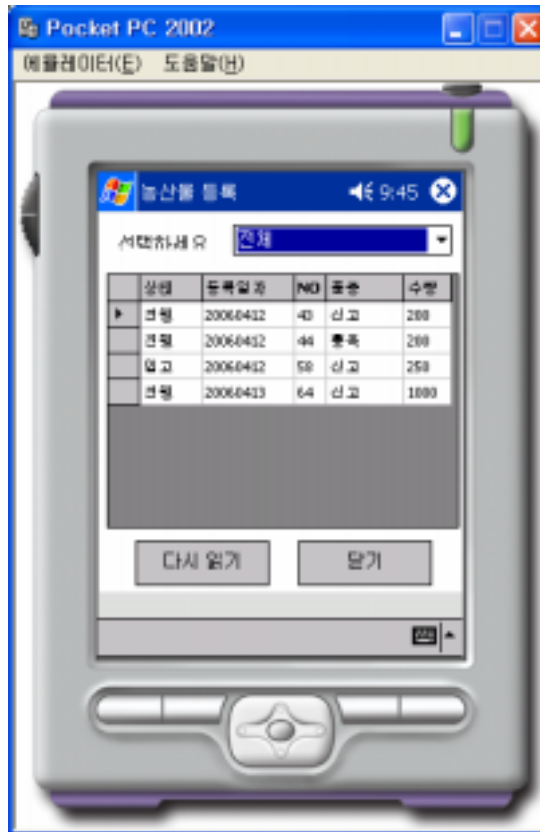 Pocket PC 2002
에뮬레이터(E) 도움말(H)
농산물 등록 9:45
선택하세요 전체
상태 등록일자 NO 품종 수량
20060412 43 신고 200
20060412 44 200
입고 20060412 58 신고 250
20060413 64 신고 1000
다시 읽기 닫기